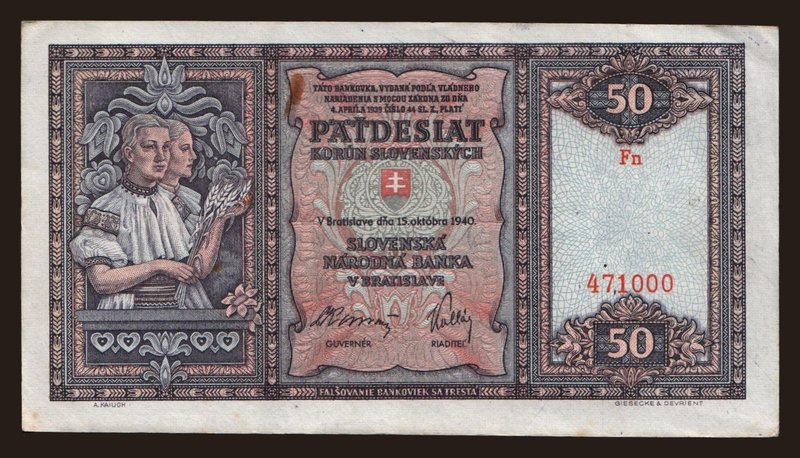 TÁTO BANKOVKA, VYDANÁ PODĽA VLÁDNEHO
NARIADENIA S MOCOU ZÁKONA ZO DŇA
4. APRÍLA 1939 ČÍSLO 44 SL. Z., PLATÍ
PÄŤDESIAT
KORÚN SLOVENSKÝCH
V Bratislave dňa 15. októbra 1940.
SLOVENSKÁ
NÁRODNÁ BANKA
V BRATISLAVE
GUVERNÉR
RIADITEĽ
FALŠOVANIE BANKOVIEK SA TRESTÁ
50
Fn
471000
50
GIESECKE & DEVRIENT